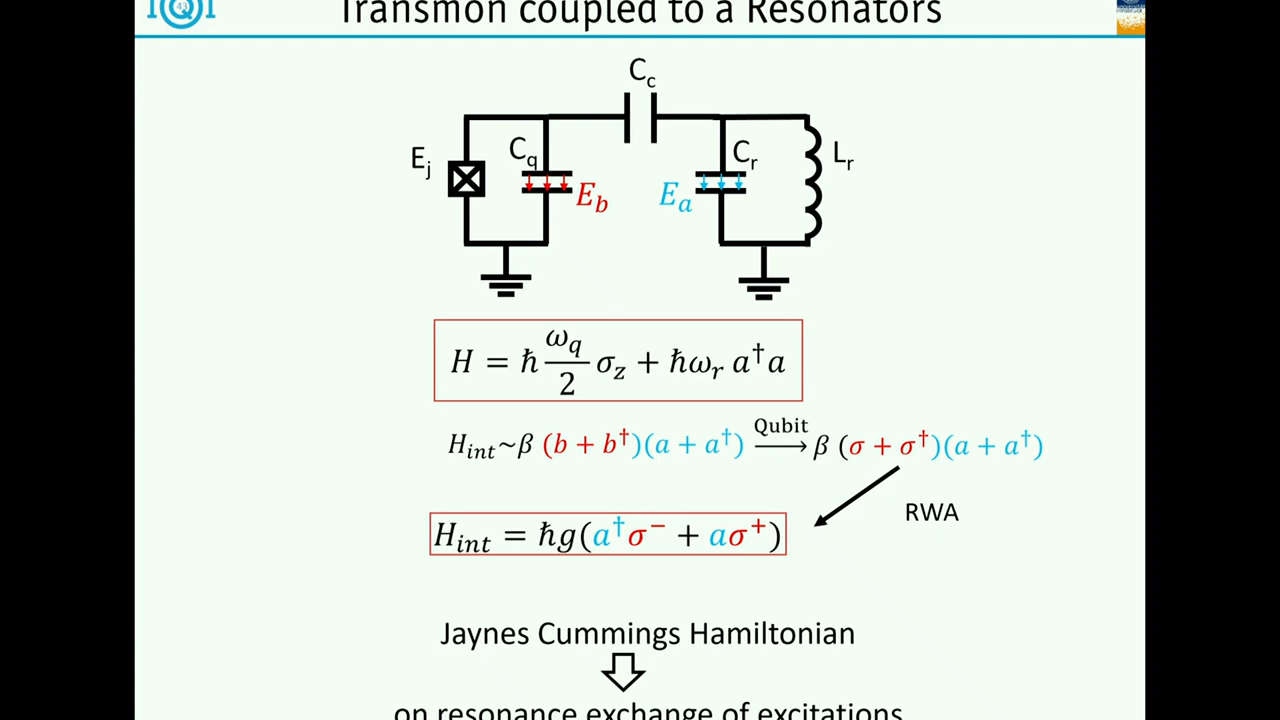 Transmon coupled to a Resonators
C_c
E_j C_q E_b E_a C_r L_r
H = ℏ ω_q/2 σ_z + ℏω_r a†a
H_int~β (b + b†)(a + a†) Qubit⟶ β (σ + σ†)(a + a†)
RWA
H_int = ℏg(a†σ⁻ + aσ⁺)
Jaynes Cummings Hamiltonian
on resonance exchange of excitations